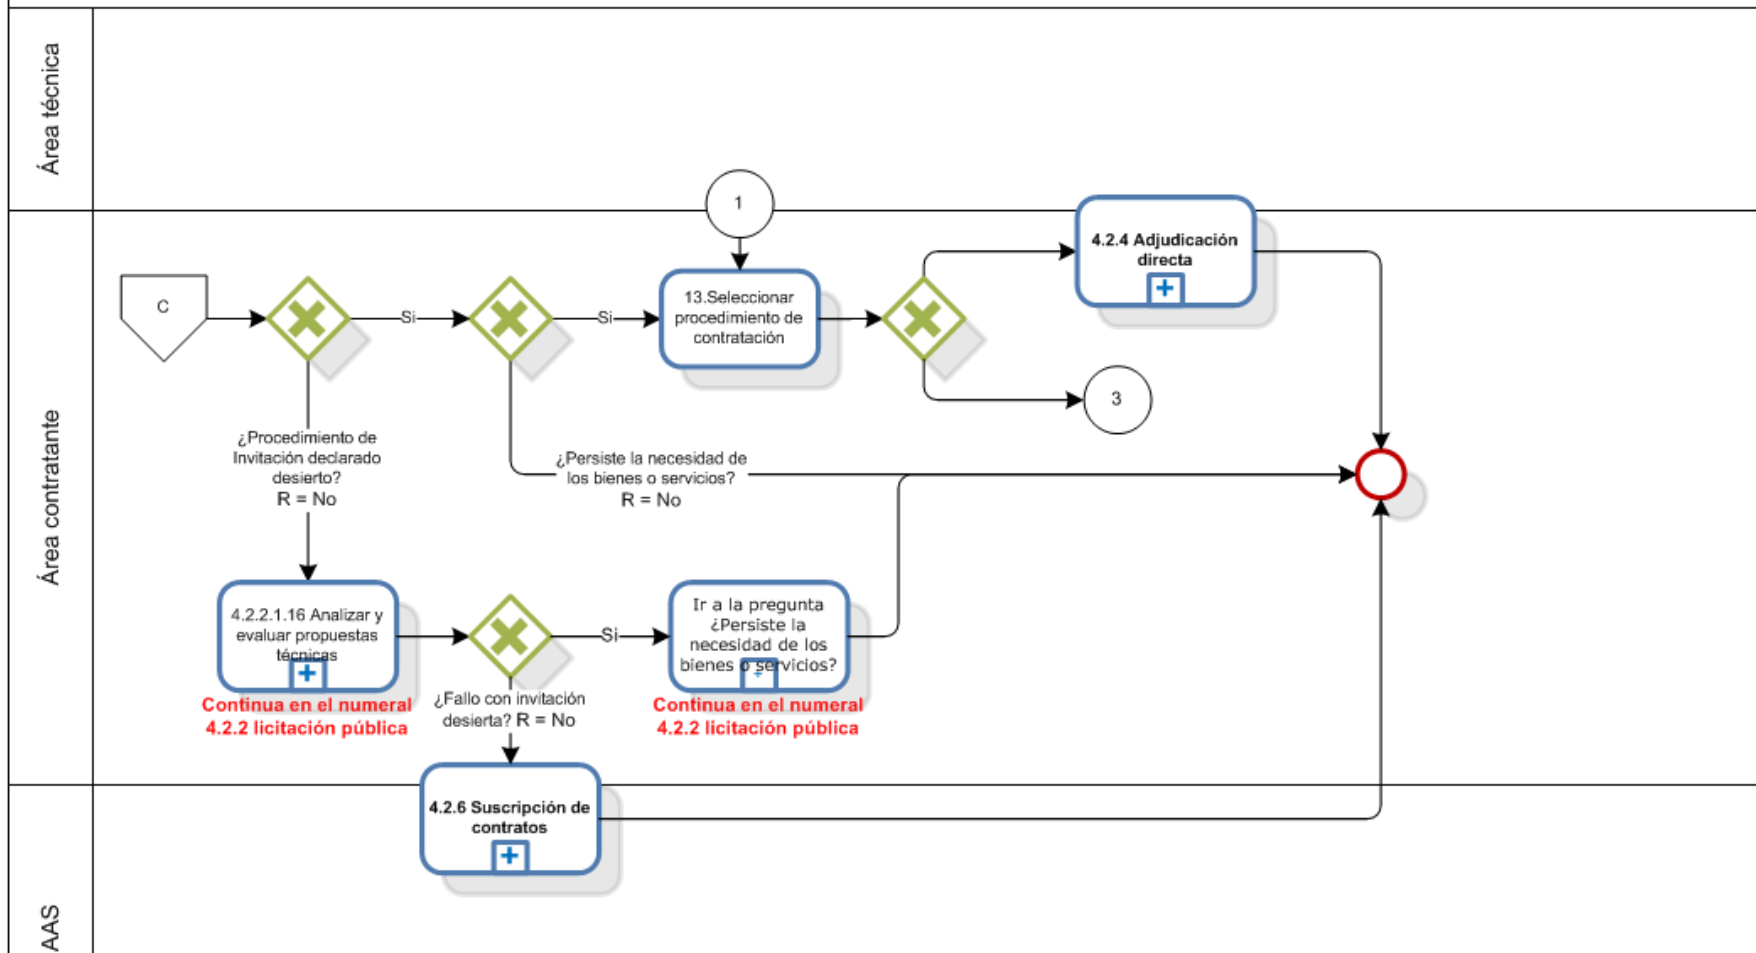 Área técnica
1
4.2.4 Adjudicación
directa
Área contratante
C
Si
Si
13.Seleccionar
procedimiento de
contratación
3
¿Procedimiento de
Invitación declarado
desierto?
R = No
¿Persiste la necesidad de
los bienes o servicios?
R = No
4.2.2.1.16 Analizar y
evaluar propuestas
técnicas
Continua en el numeral
4.2.2 licitación pública
Si
Ir a la pregunta
¿Persiste la
necesidad de los
bienes o servicios?
Continua en el numeral
4.2.2 licitación pública
¿Fallo con invitación
desierta? R = No
4.2.6 Suscripción de
contratos
AAS